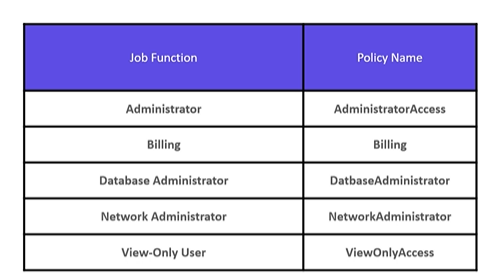 Job Function Policy Name
Administrator AdministratorAccess
Billing Billing
Database Administrator DatbaseAdministrator
Network Administrator NetworkAdministrator
View-Only User ViewOnlyAccess